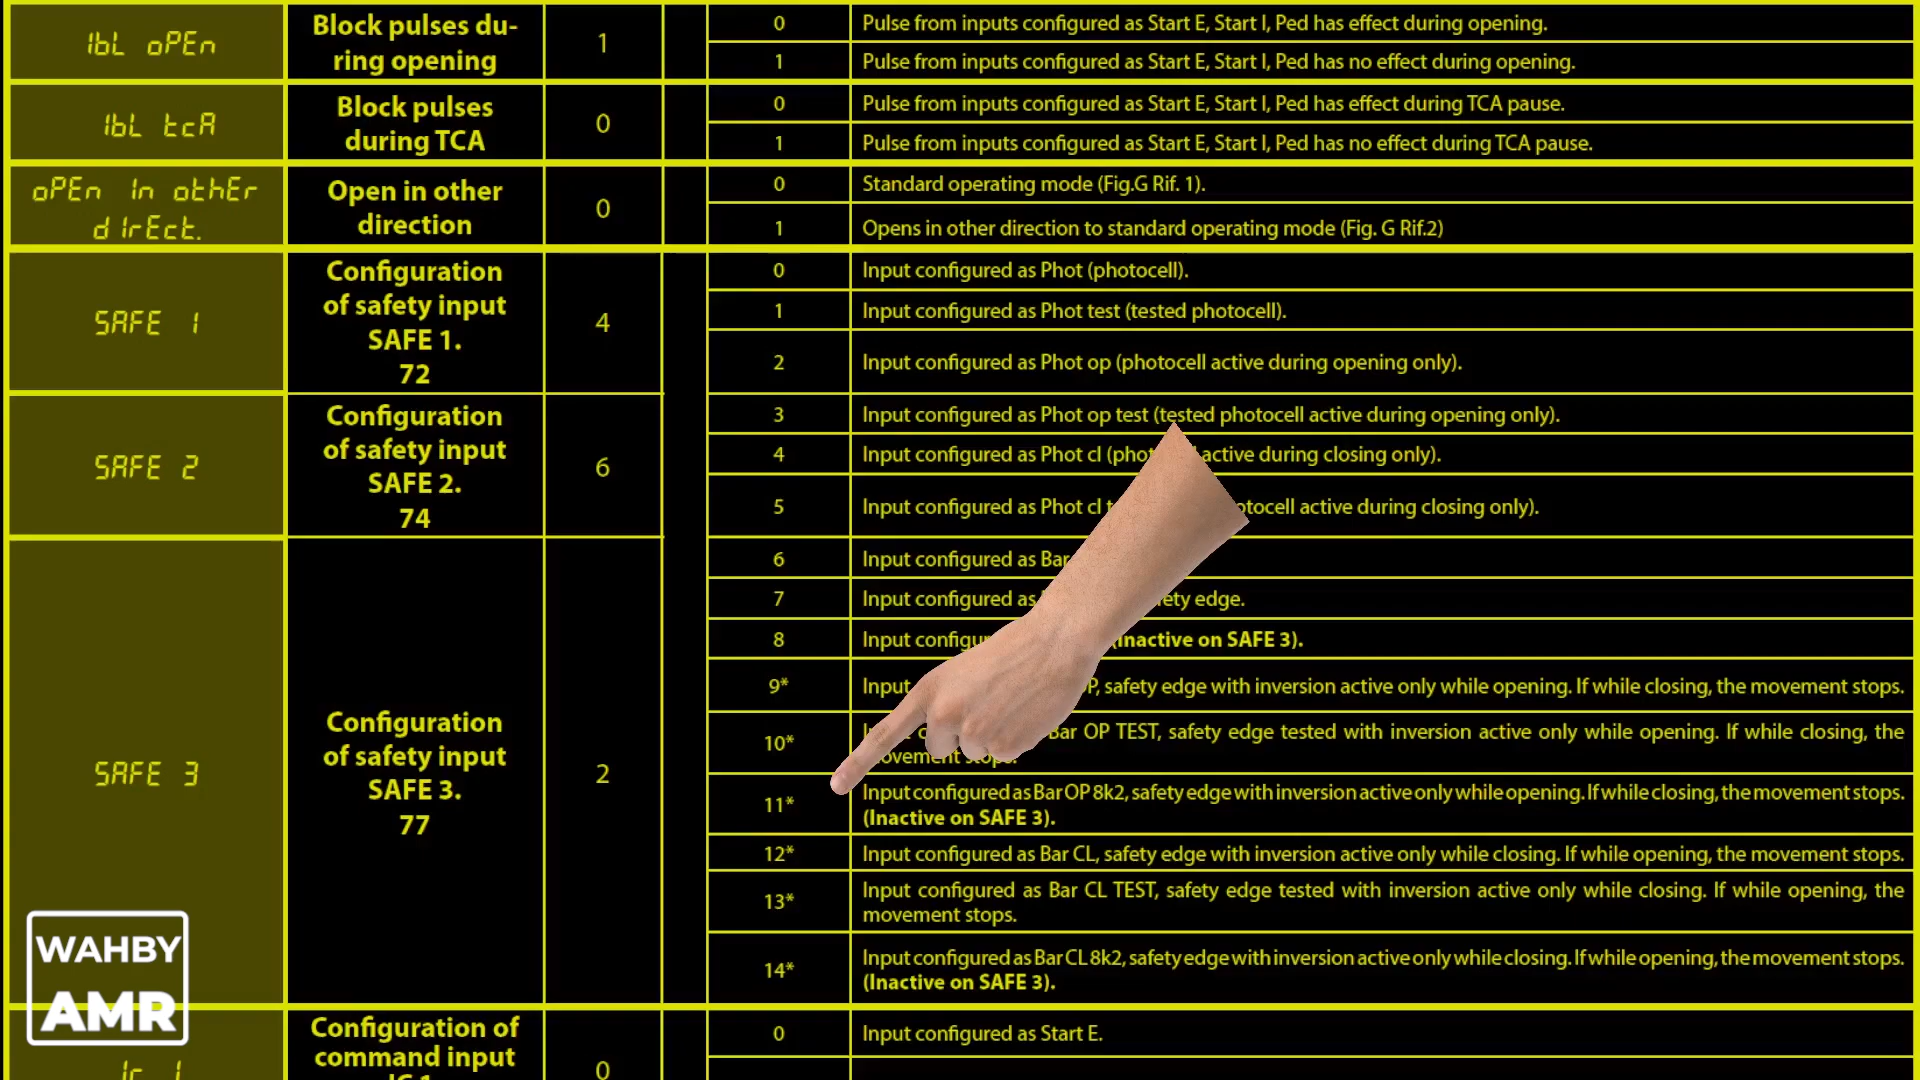 IbL oPEn
Block pulses du-
ring opening
1
0
Pulse from inputs configured as Start E, Start I, Ped has effect during opening.
1
Pulse from inputs configured as Start E, Start I, Ped has no effect during opening.
IbL tcA
Block pulses
during TCA
0
0
Pulse from inputs configured as Start E, Start I, Ped has effect during TCA pause.
1
Pulse from inputs configured as Start E, Start I, Ped has no effect during TCA pause.
oPEn In othEr
dIrEct.
Open in other
direction
0
0
Standard operating mode (Fig.G Rif. 1).
1
Opens in other direction to standard operating mode (Fig. G Rif.2)
SAFE 1
Configuration
of safety input
SAFE 1.
72
4
SAFE 2
Configuration
of safety input
SAFE 2.
74
6
SAFE 3
Configuration
of safety input
SAFE 3.
77
2
0
Input configured as Phot (photocell).
1
Input configured as Phot test (tested photocell).
2
Input configured as Phot op (photocell active during opening only).
3
Input configured as Phot op test (tested photocell active during opening only).
4
Input configured as Phot cl active during closing only).
5
Input configured as Phot cl active during closing only).
6
Input configured as Bar
7
Input configured as edge.
8
Input (Inactive on SAFE 3).
9*
Input safety edge with inversion active only while opening. If while closing, the movement stops.
10*
Bar OP TEST, safety edge tested with inversion active only while opening. If while closing, the
movement stops.
11*
Input configured as Bar OP 8k2, safety edge with inversion active only while opening. If while closing, the movement stops.
(Inactive on SAFE 3).
12*
Input configured as Bar CL, safety edge with inversion active only while closing. If while opening, the movement stops.
13*
Input configured as Bar CL TEST, safety edge tested with inversion active only while closing. If while opening, the
movement stops.
14*
Input configured as Bar CL 8k2, safety edge with inversion active only while closing. If while opening, the movement stops.
(Inactive on SAFE 3).
Configuration of
command input
0
0
Input configured as Start E.
WAHBY
AMR